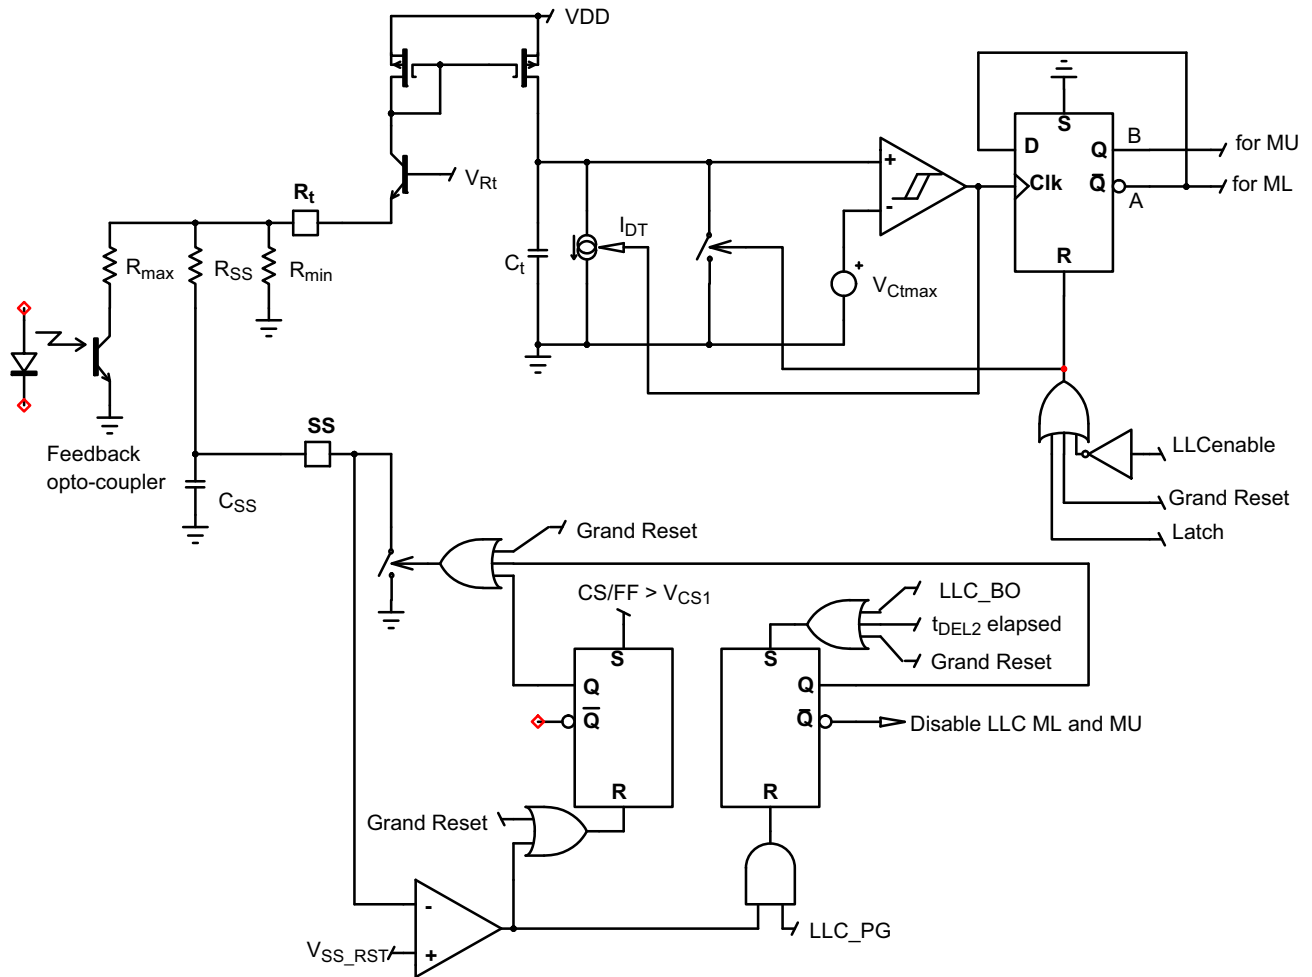 VDD
S
D
Q
B
for MU
Clk
Q
A
for ML
R
VRt
Rt
IDT
+
-
Ct
+
VCtmax
Rmax
RSS
Rmin
LLCenable
Grand Reset
Latch
Feedback
opto-coupler
SS
CSS
Grand Reset
CS/FF > VCS1
LLC_BO
tDEL2 elapsed
Grand Reset
S
Q
Q
R
S
Q
Q
R
Disable LLC ML and MU
Grand Reset
-
+
VSS_RST
LLC_PG